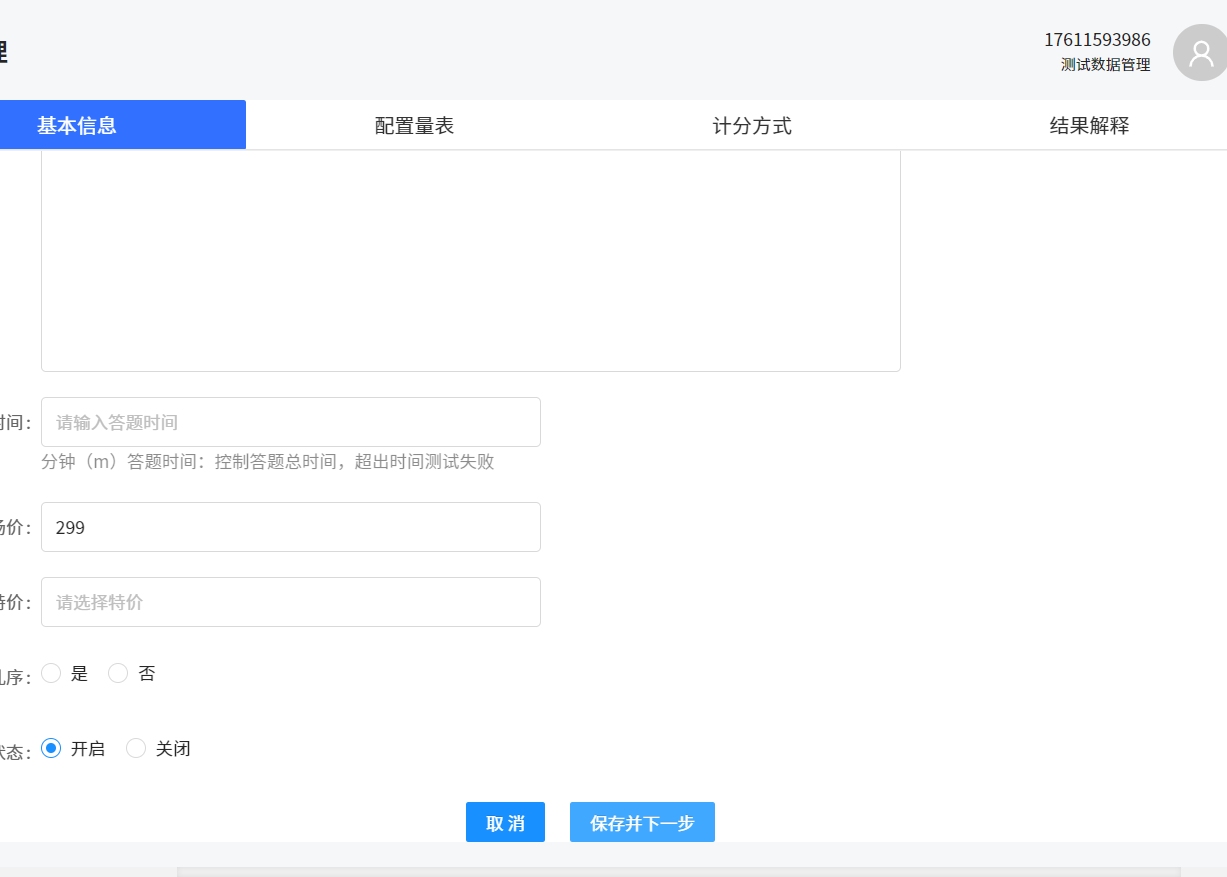 理
17611593986
测试数据管理
基本信息 配置量表 计分方式 结果解释
时间： 请输入答题时间
分钟（m）答题时间：控制答题总时间，超出时间测试失败
场价： 299
特价： 请选择特价
乱序： 是 否
状态： 开启 关闭
取 消 保存并下一步